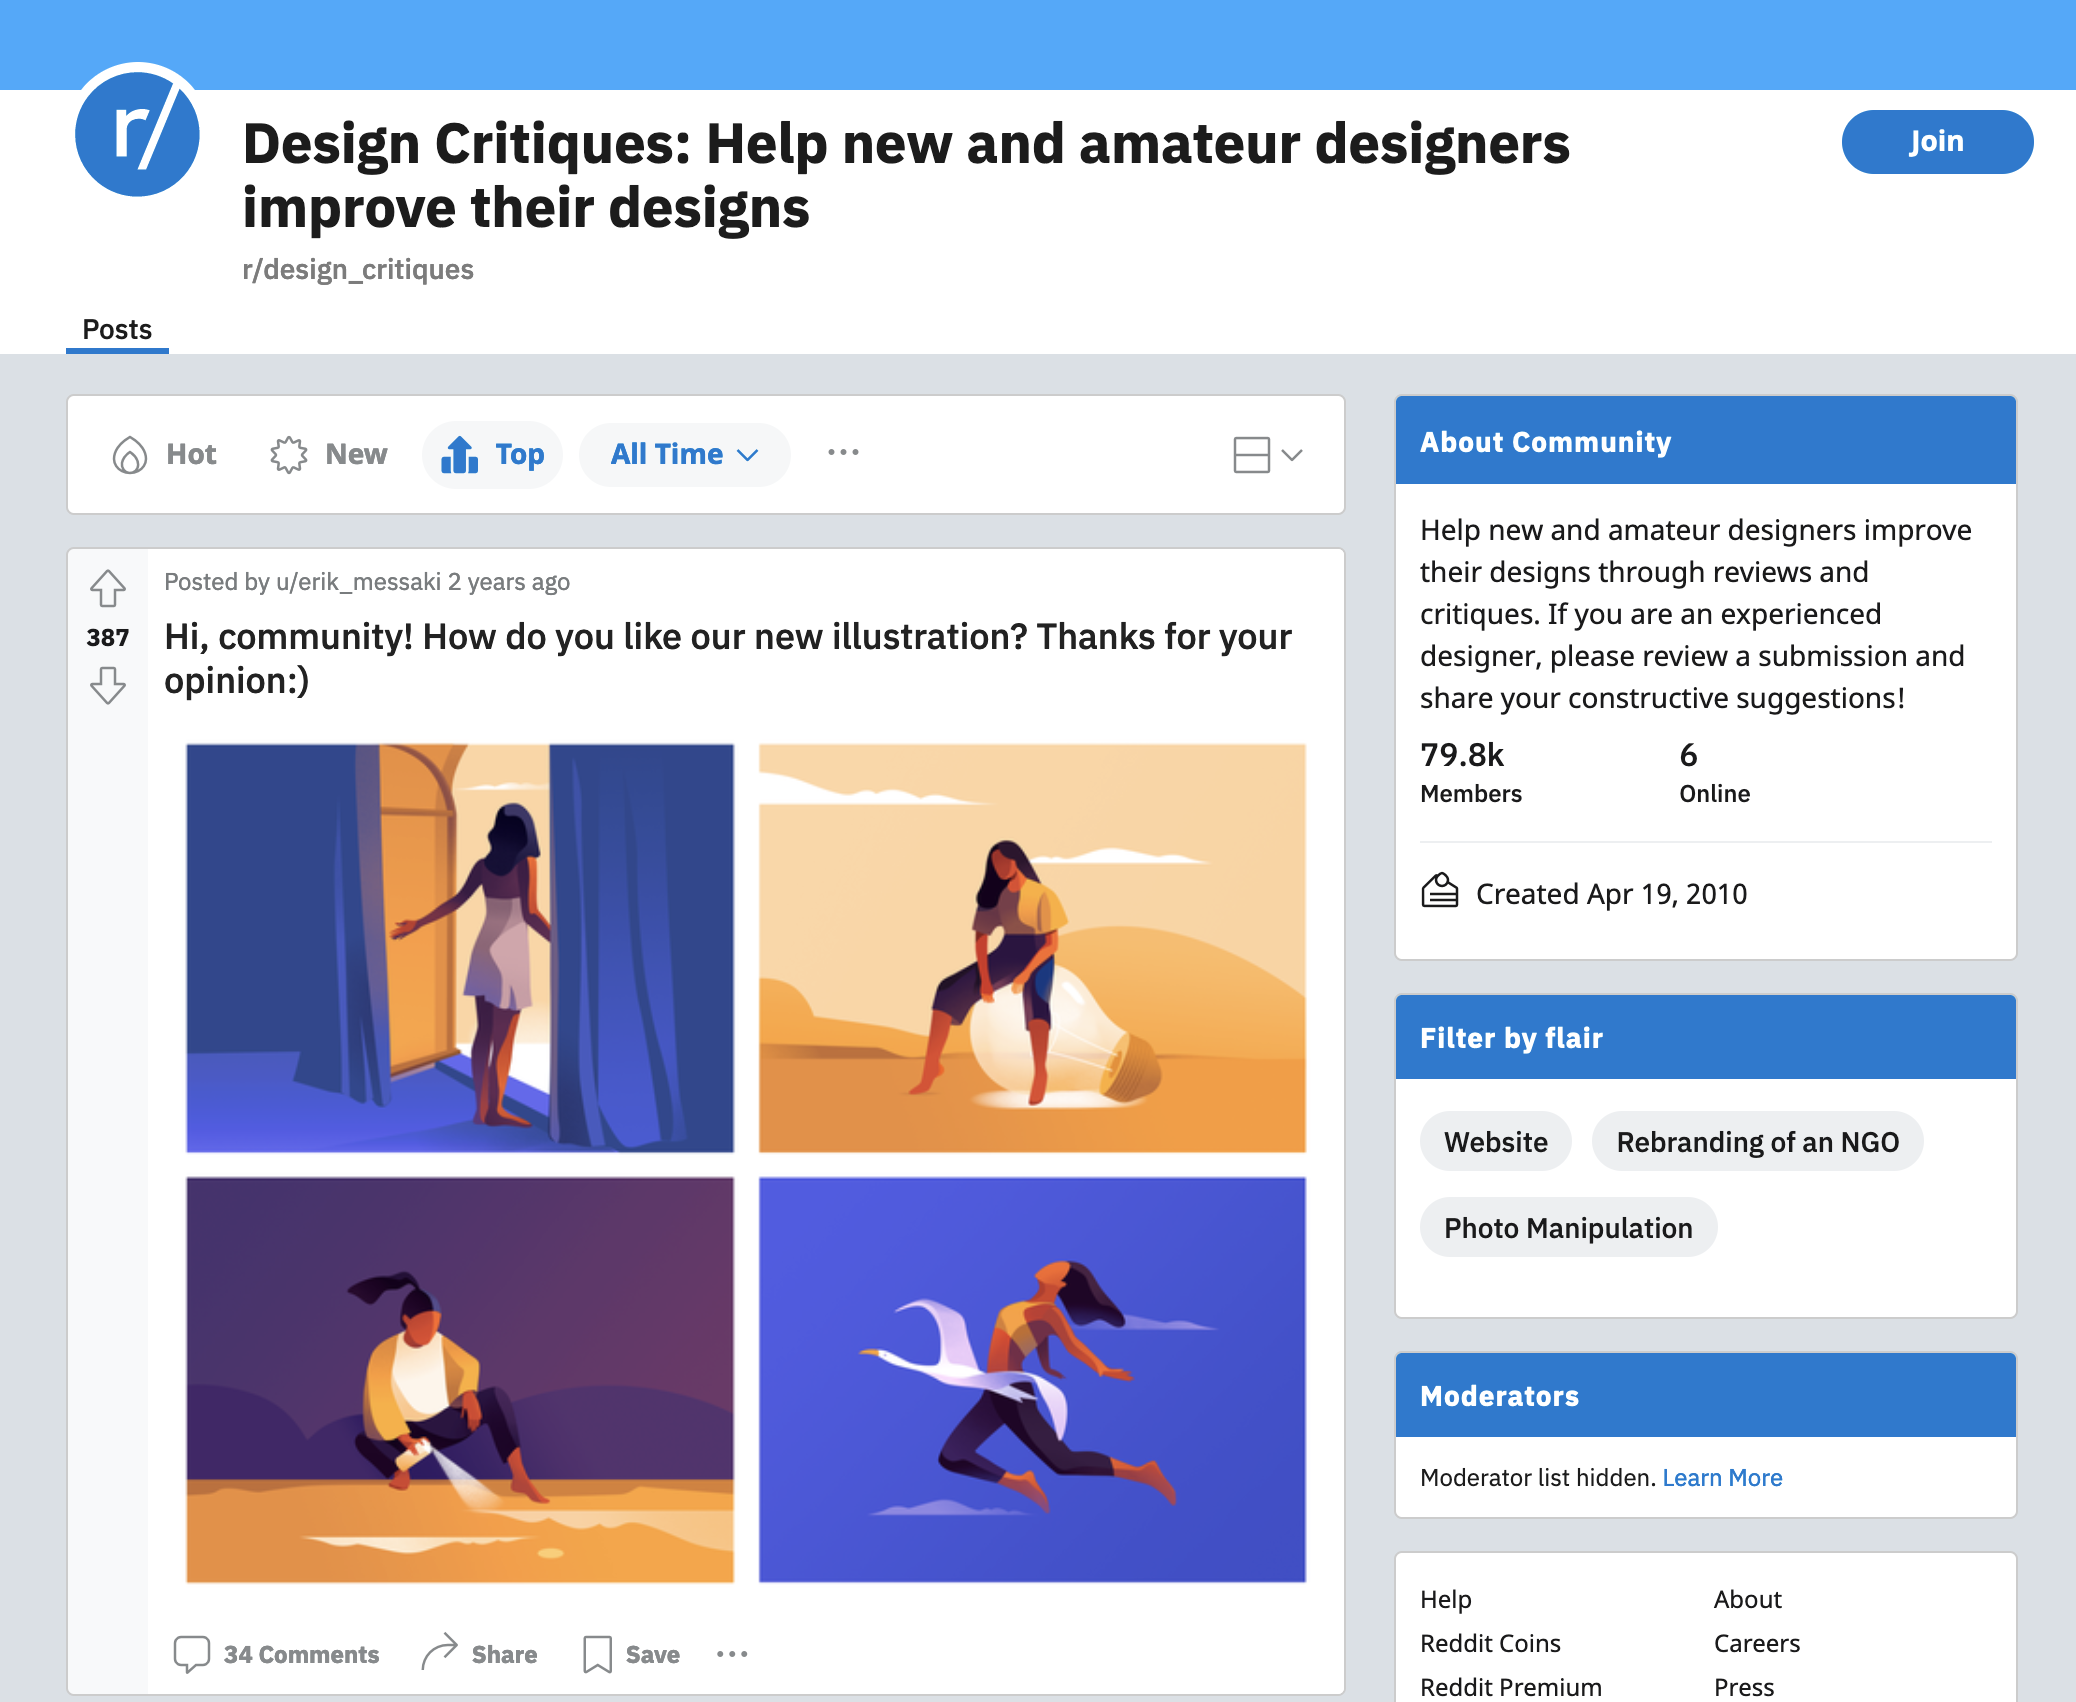 r/
Design Critiques: Help new and amateur designers
improve their designs
Join
r/design_critiques
Posts
Hot
New
Top
All Time
Posted by u/erik_messaki 2 years ago
387
Hi, community! How do you like our new illustration? Thanks for your
opinion:)
34 Comments
Share
Save
About Community
Help new and amateur designers improve
their designs through reviews and
critiques. If you are an experienced
designer, please review a submission and
share your constructive suggestions!
79.8k
Members
6
Online
Created Apr 19, 2010
Filter by flair
Website
Rebranding of an NGO
Photo Manipulation
Moderators
Moderator list hidden. Learn More
Help
Reddit Coins
Reddit Premium
About
Careers
Press